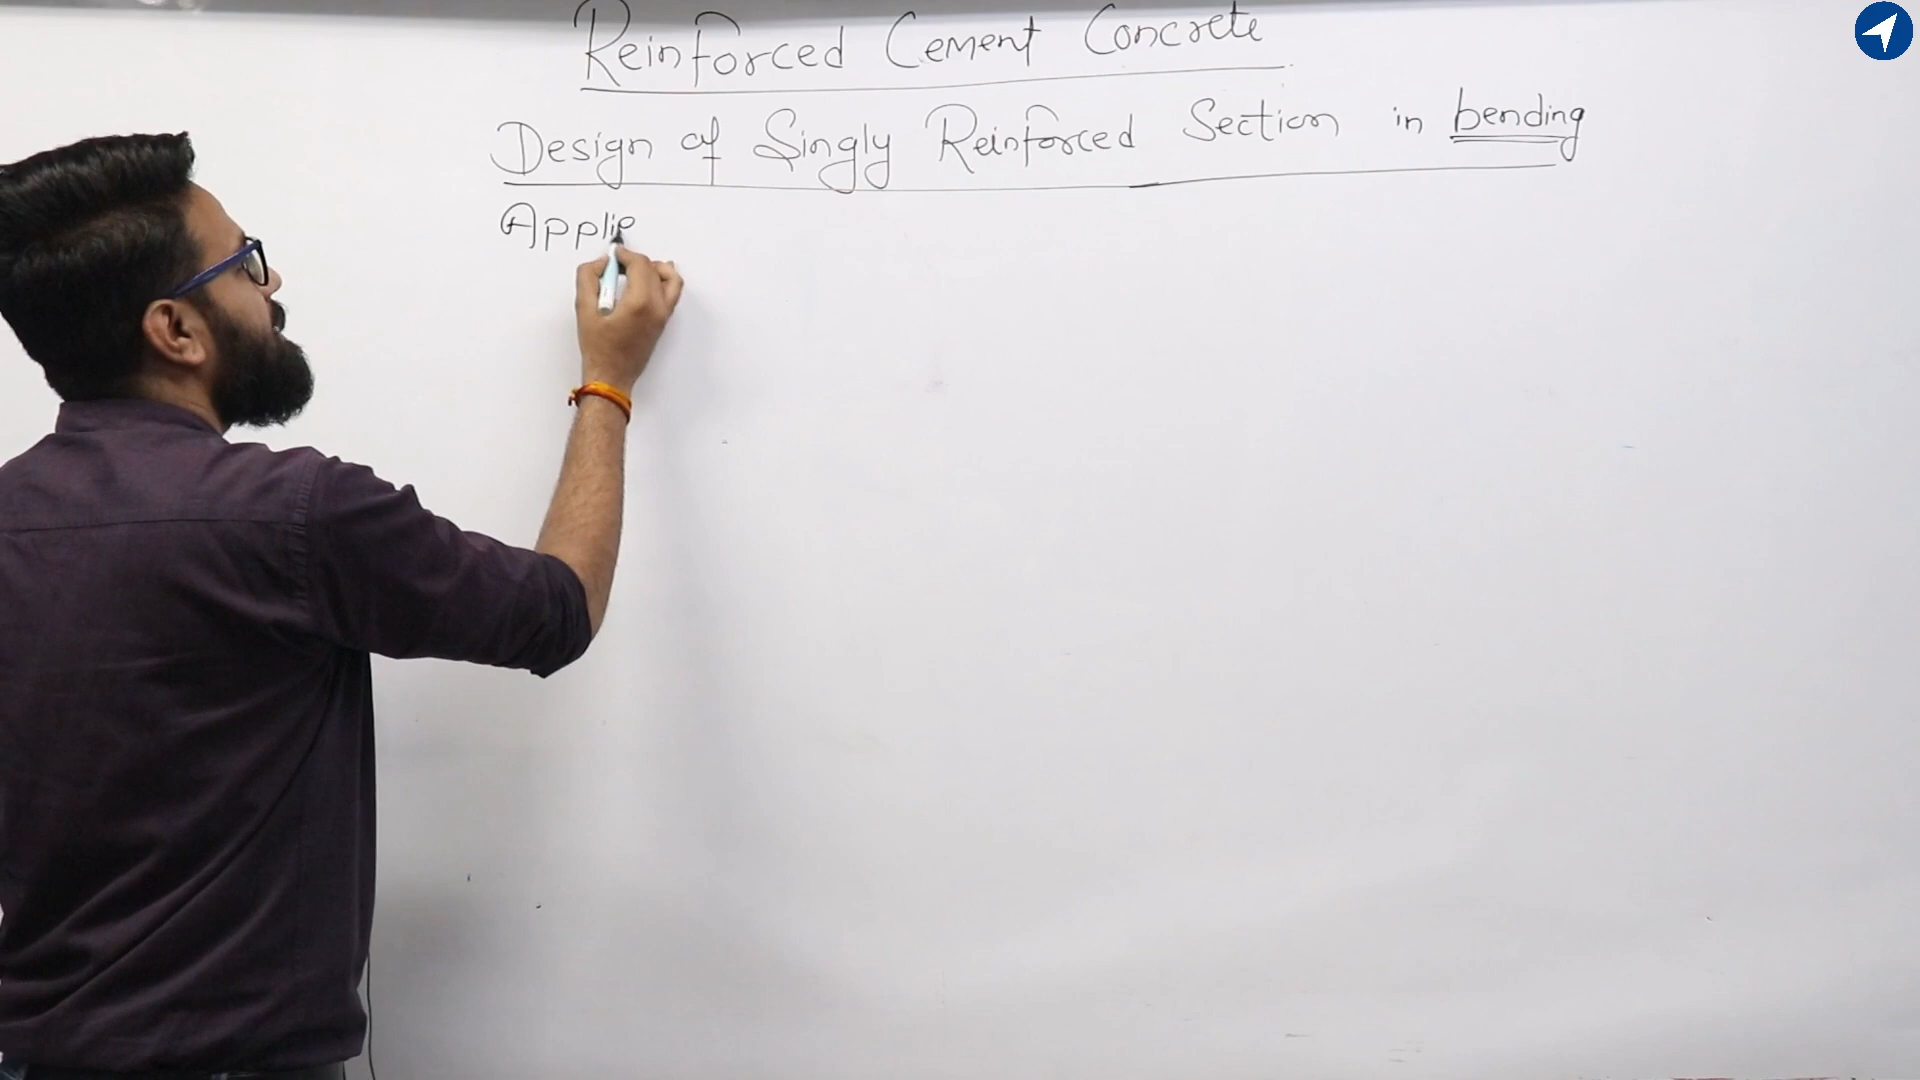 Reinforced Cement Concrete
Design of Singly Reinforced Section in bending
Applie